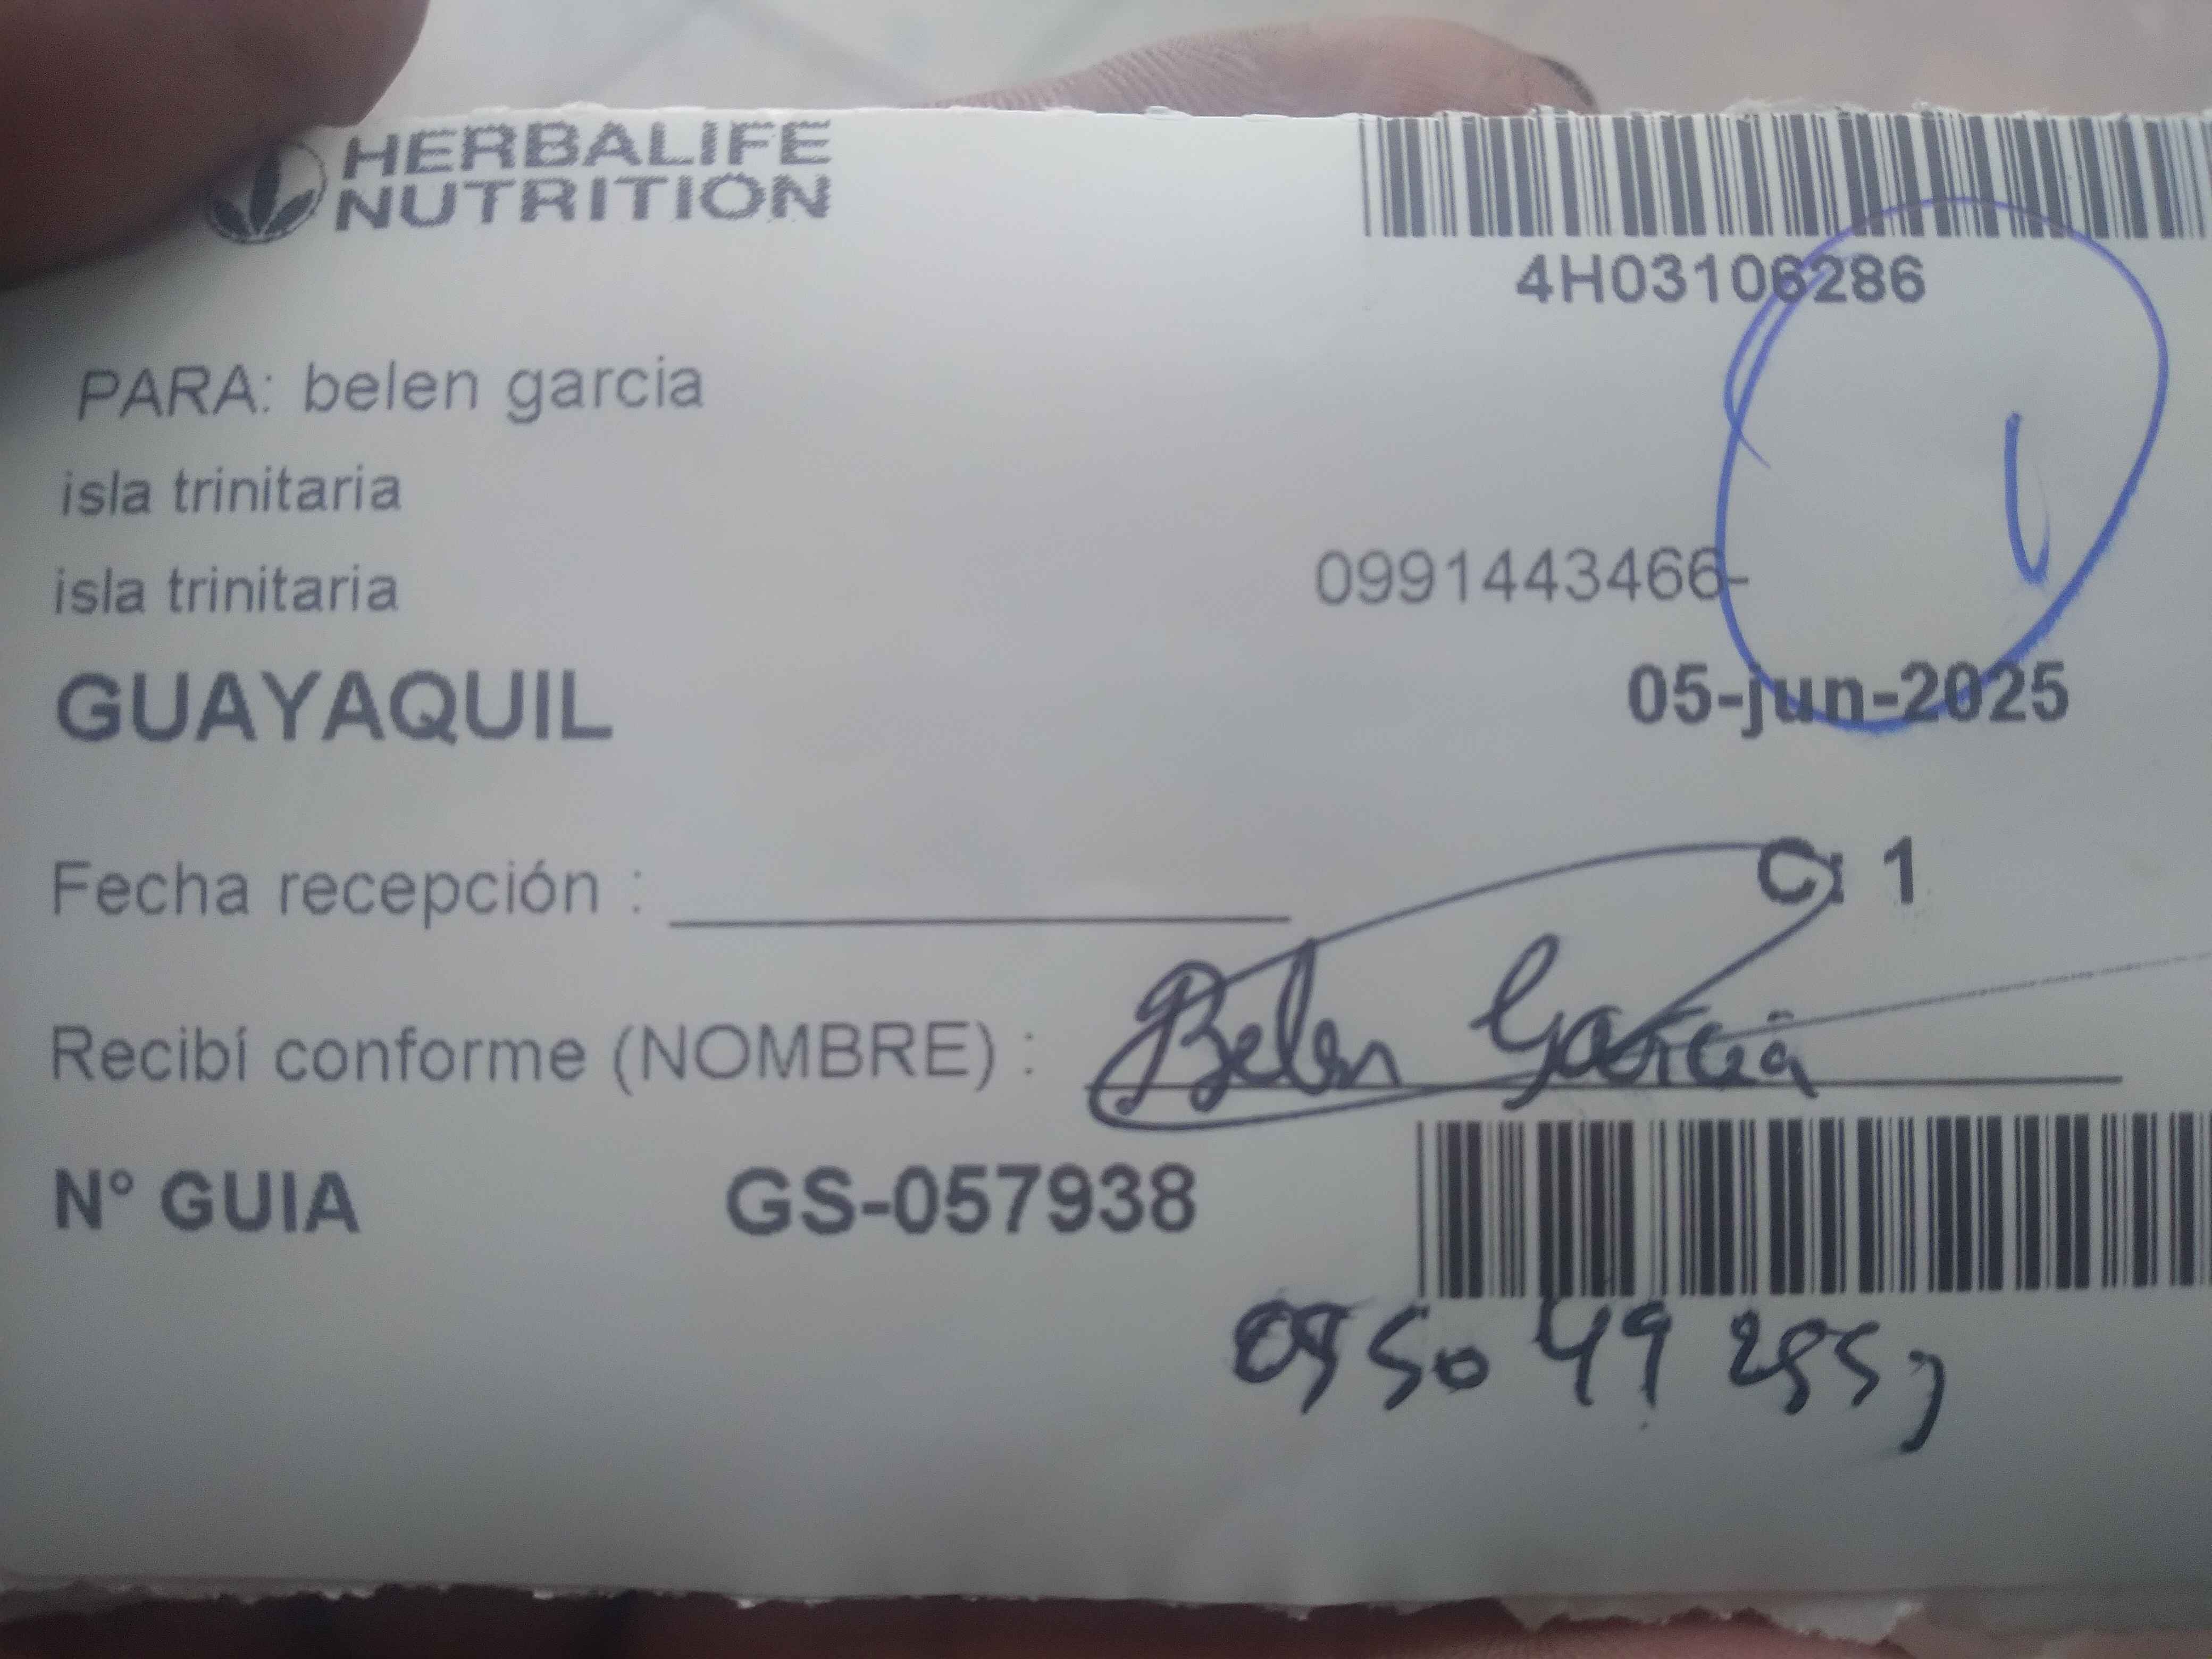 HERBALIFE
NUTRITION
4H03106286
PARA: belen garcia
isla trinitaria
isla trinitaria
0991443466-
GUAYAQUIL
05-jun-2025
C: 1
Fecha recepción :
Recibí conforme (NOMBRE) : Belen Garcia
N° GUIA GS-057938